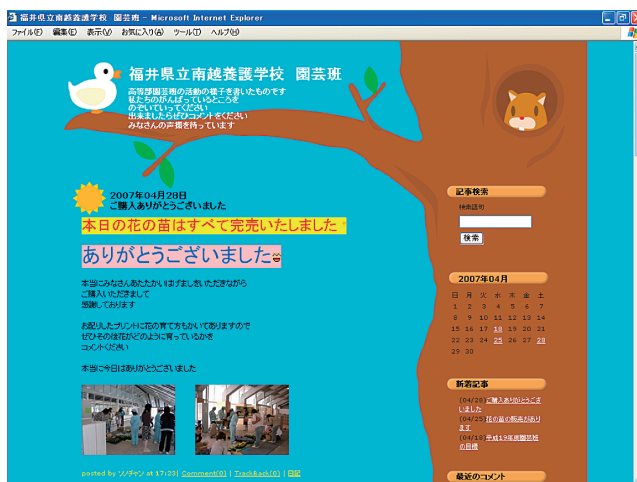 福井県立南越養護学校 園芸班 - Microsoft Internet Explorer
ファイル(F) 編集(E) 表示(V) お気に入り(A) ツール(T) ヘルプ(H)
福井県立南越養護学校 園芸班
高等部園芸班の活動の様子を書いたものです
私たちのがんばっているところを
のぞいていってください
出来ましたらぜひコメントをください
みなさんの声援を待っています
2007年04月28日
ご購入ありがとうございました
本日の花の苗はすべて完売いたしました
ありがとうございました
本当にみなさんあたたかいはげましをいただきながら
ご購入いただきまして
感謝しております
お配りしたプリントに花の育て方もかいてありますので
ぜひその後花がどのように育っているかを
コメントください
本当に今日はありがとうございました
posted by ソノチャン at 17:23| Comment(0) | TrackBack(0) | 日記
記事検索
検索語句
検索
2007年04月
日 月 火 水 木 金 土
1 2 3 4 5 6 7
8 9 10 11 12 13 14
15 16 17 18 19 20 21
22 23 24 25 26 27 28
29 30
新着記事
(04/28)ご購入ありがとうござ
いました
(04/25)花の苗の販売があり
ます
(04/18)平成19年度園芸班
の目標
最近のコメント